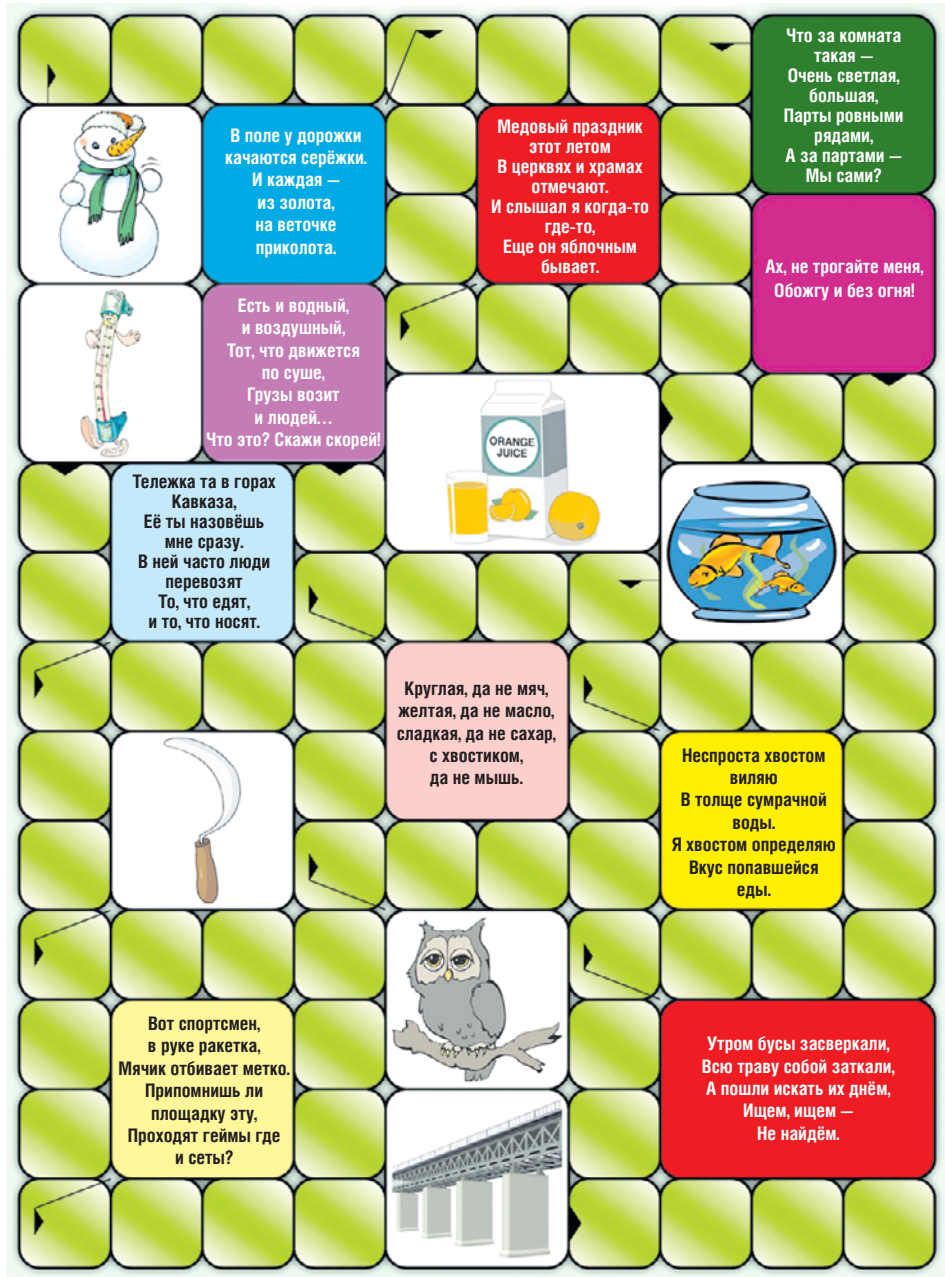 Что за комната
такая —
Очень светлая,
большая,
Парты ровными
рядами,
А за партами —
Мы сами?
В поле у дорожки
качаются серёжки.
И каждая —
из золота,
на веточке
приколота.
Медовый праздник
этот летом
В церквях и храмах
отмечают.
И слышал я когда-то
где-то,
Еще он яблочным
бывает.
Ах, не трогайте меня,
Обожгу и без огня!
Есть и водный,
и воздушный,
Тот, что движется
по суше,
Грузы возит
и людей...
Что это? Скажи скорей!
ORANGE
JUICE
Тележка та в горах
Кавказа,
Её ты назовёшь
мне сразу.
В ней часто люди
перевозят
То, что едят,
и то, что носят.
Круглая, да не мяч,
желтая, да не масло,
сладкая, да не сахар,
с хвостиком,
да не мышь.
Неспроста хвостом
виляю
В толще сумрачной
воды.
Я хвостом определяю
Вкус попавшейся
еды.
Вот спортсмен,
в руке ракетка,
Мячик отбивает метко.
Припомнишь ли
площадку эту,
Проходят геймы где
и сеты?
Утром бусы засверкали,
Всю траву собой заткали,
А пошли искать их днём,
Ищем, ищем —
Не найдём.